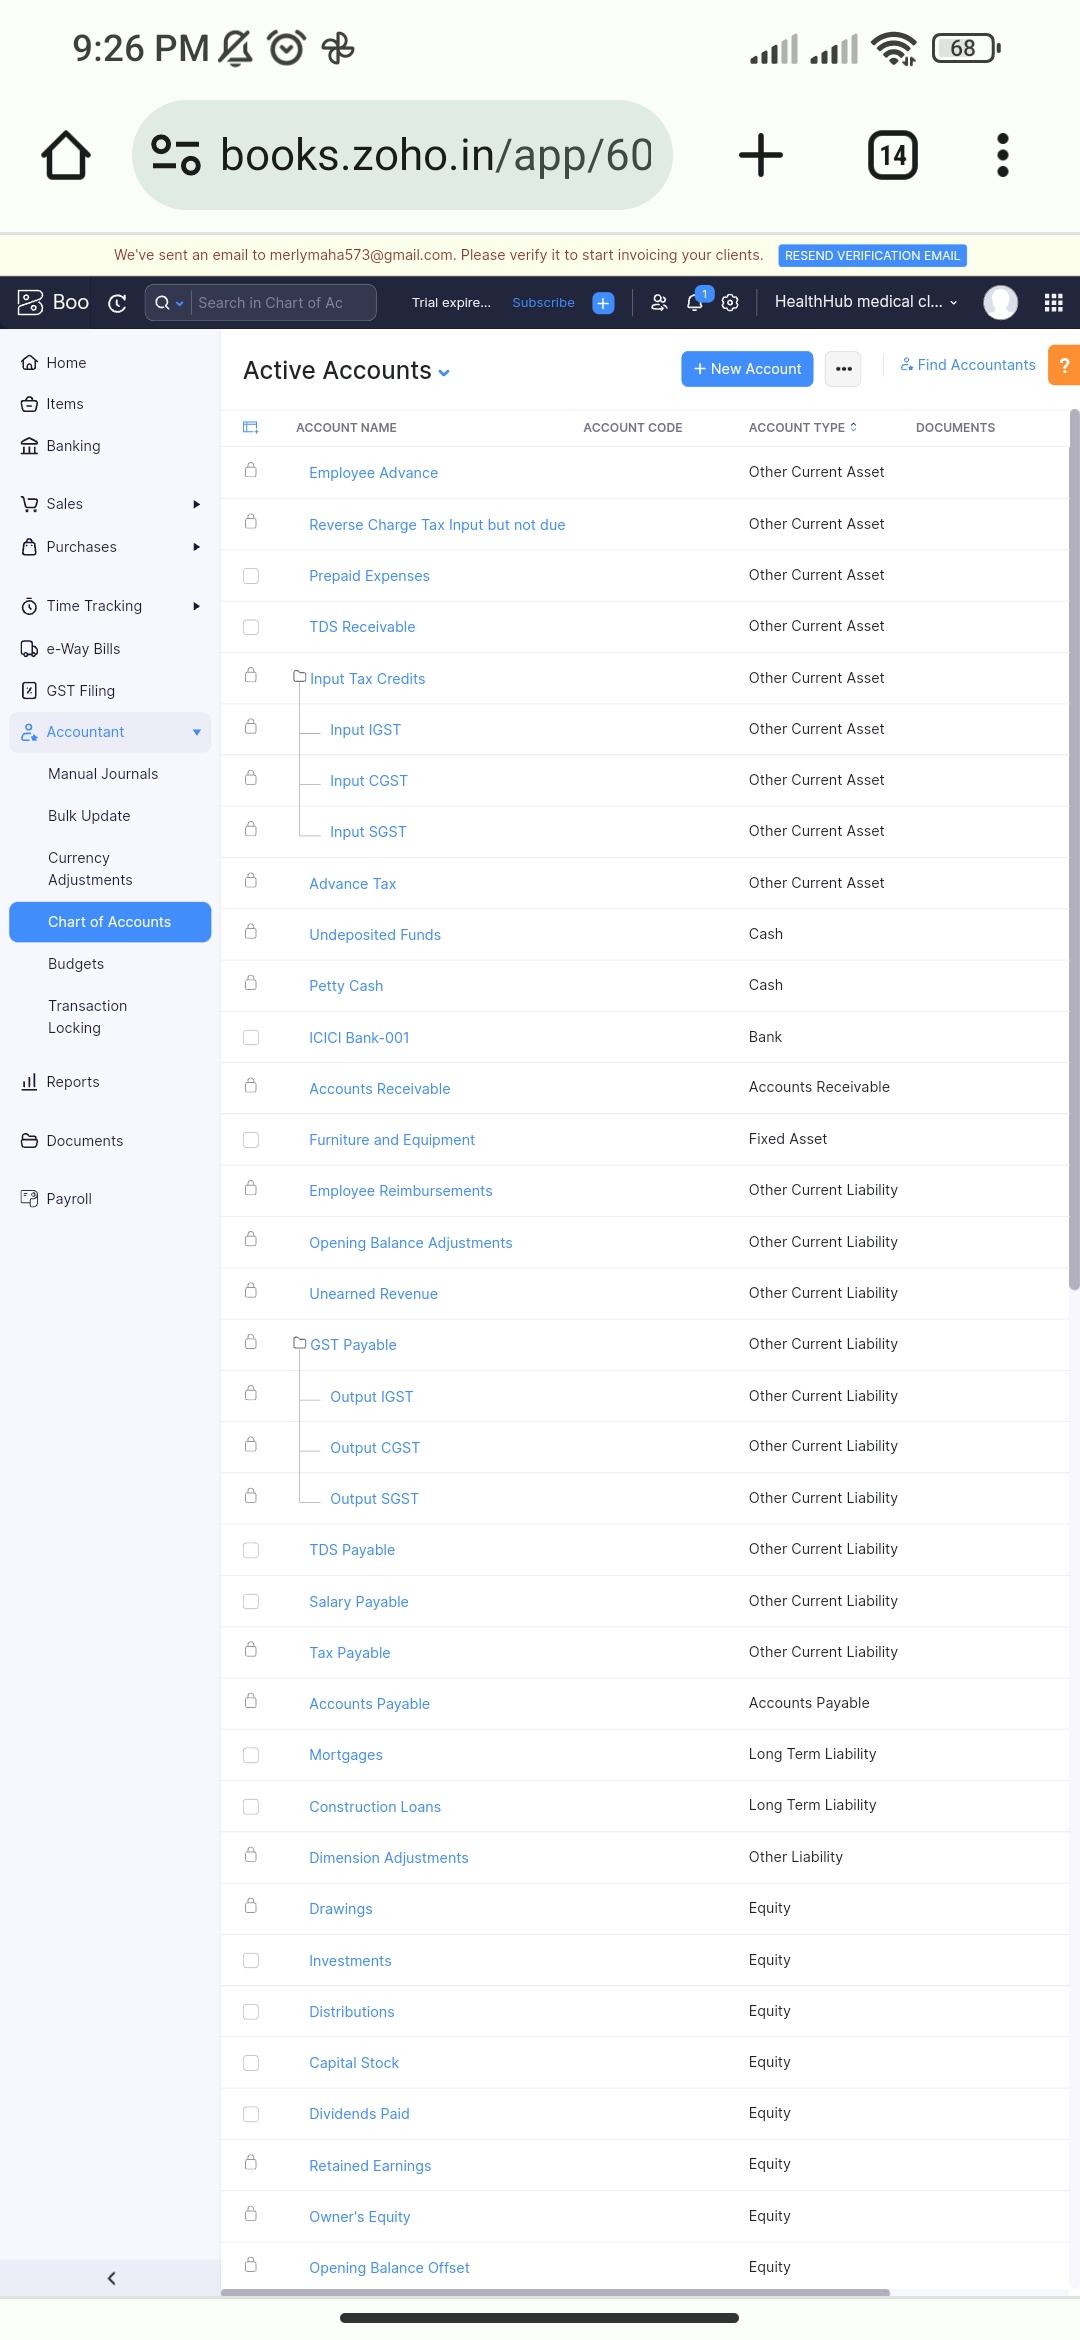 9:26 PM
68
books.zoho.in/app/60
14
We've sent an email to merlymaha573@gmail.com. Please verify it to start invoicing your clients. RESEND VERIFICATION EMAIL
Boo
Search in Chart of Ac
Trial expire... Subscribe
1
HealthHub medical cl...
Home
Items
Banking
Sales
Purchases
Time Tracking
e-Way Bills
GST Filing
Accountant
Manual Journals
Bulk Update
Currency
Adjustments
Chart of Accounts
Budgets
Transaction
Locking
Reports
Documents
Payroll
Active Accounts
+ New Account
Find Accountants
?
ACCOUNT NAME ACCOUNT CODE ACCOUNT TYPE DOCUMENTS
Employee Advance Other Current Asset
Reverse Charge Tax Input but not due Other Current Asset
Prepaid Expenses Other Current Asset
TDS Receivable Other Current Asset
Input Tax Credits Other Current Asset
Input IGST Other Current Asset
Input CGST Other Current Asset
Input SGST Other Current Asset
Advance Tax Other Current Asset
Undeposited Funds Cash
Petty Cash Cash
ICICI Bank-001 Bank
Accounts Receivable Accounts Receivable
Furniture and Equipment Fixed Asset
Employee Reimbursements Other Current Liability
Opening Balance Adjustments Other Current Liability
Unearned Revenue Other Current Liability
GST Payable Other Current Liability
Output IGST Other Current Liability
Output CGST Other Current Liability
Output SGST Other Current Liability
TDS Payable Other Current Liability
Salary Payable Other Current Liability
Tax Payable Other Current Liability
Accounts Payable Accounts Payable
Mortgages Long Term Liability
Construction Loans Long Term Liability
Dimension Adjustments Other Liability
Drawings Equity
Investments Equity
Distributions Equity
Capital Stock Equity
Dividends Paid Equity
Retained Earnings Equity
Owner's Equity Equity
Opening Balance Offset Equity